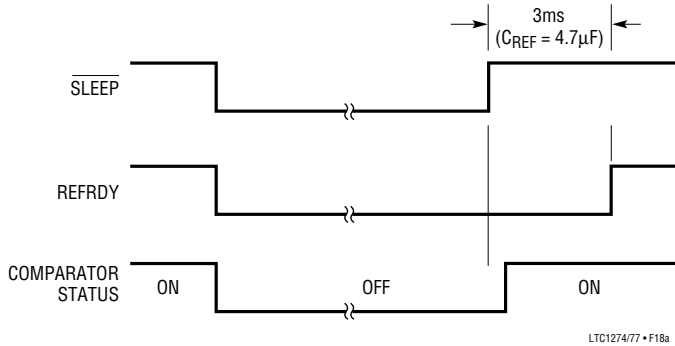 3ms
(CREF = 4.7µF)
SLEEP
REFRDY
COMPARATOR
STATUS
ON
OFF
ON
LTC1274/77 • F18a